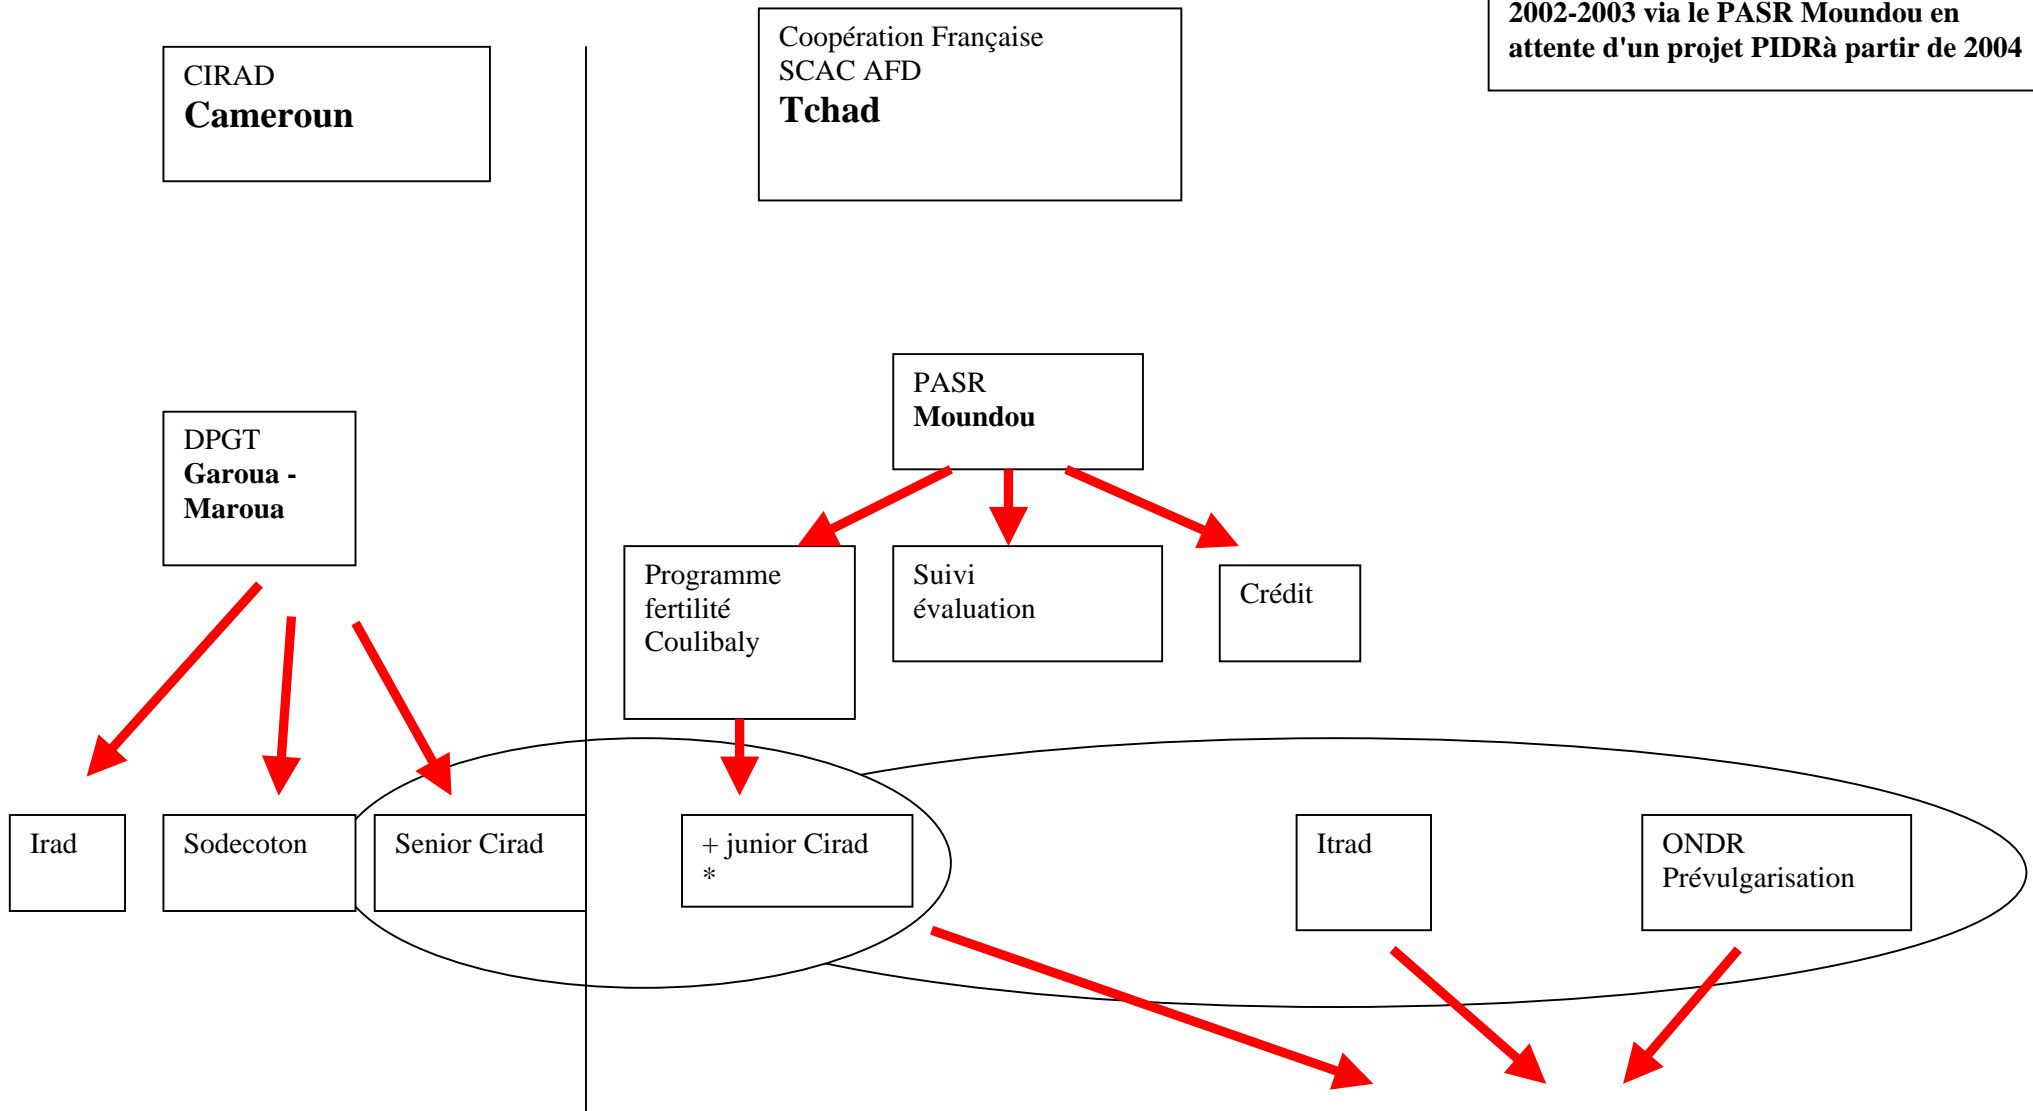 2002-2003 via le PASR Moundou en
attente d'un projet PIDRà partir de 2004
CIRAD
Cameroun
Coopération Française
SCAC AFD
Tchad
PASR
Moundou
DPGT
Garoua -
Maroua
Programme
fertilité
Coulibaly
Suivi
évaluation
Crédit
Irad
Sodecoton
Senior Cirad
+ junior Cirad
*
Itrad
ONDR
Prévulgarisation